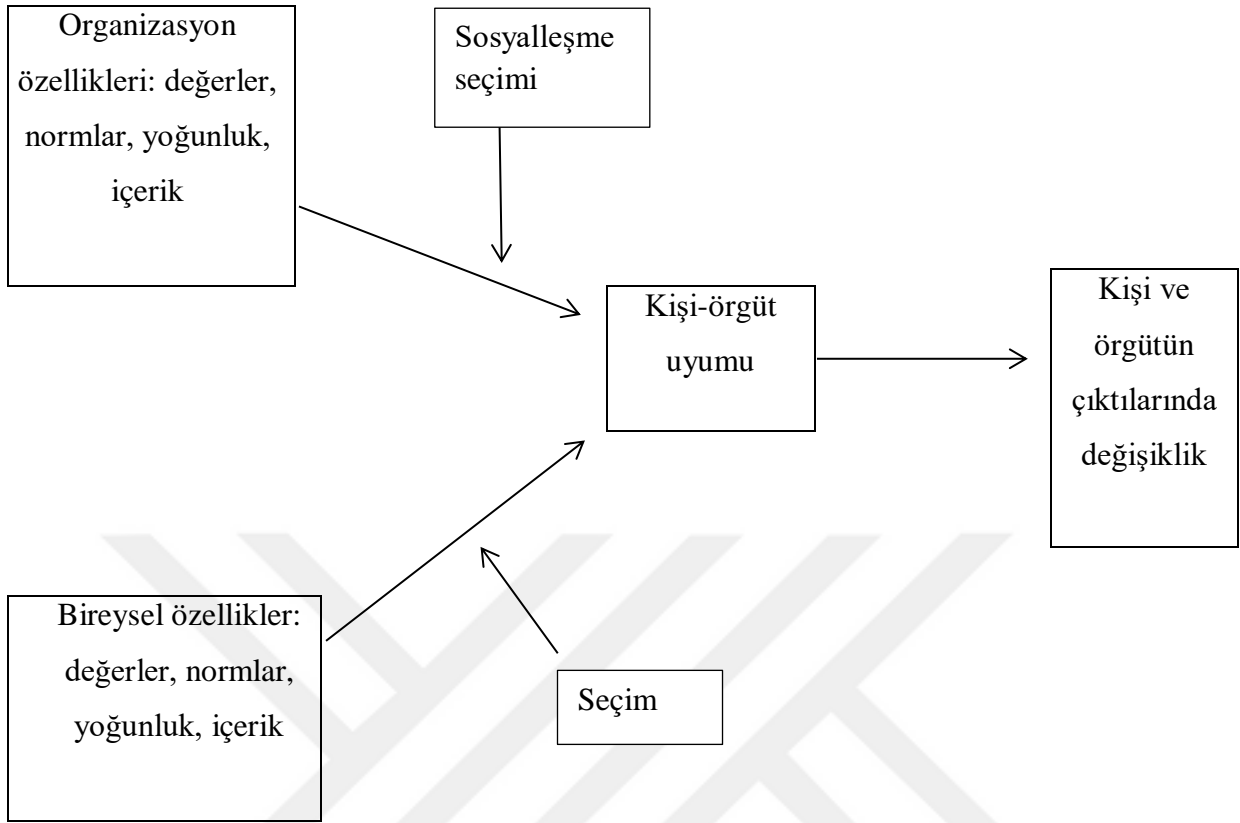 Organizasyon
özellikleri: değerler,
normlar, yoğunluk,
içerik
Sosyalleşme
seçimi
Kişi-örgüt
uyumu
Kişi ve
örgütün
çıktılarında
değişiklik
Bireysel özellikler:
değerler, normlar,
yoğunluk, içerik
Seçim